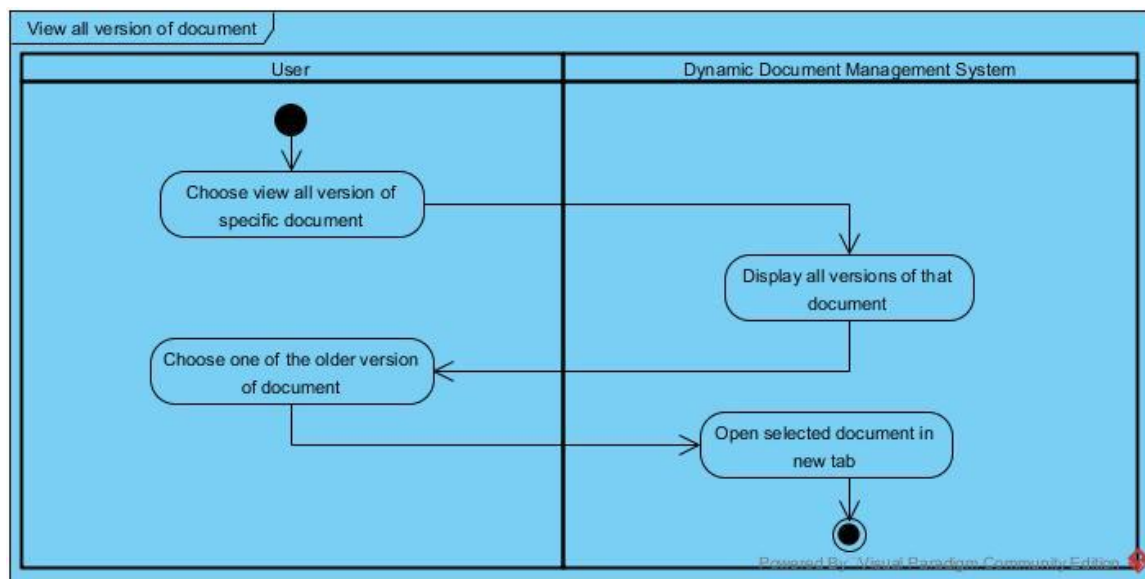 View all version of document
User
Dynamic Document Management System
Choose view all version of
specific document
Display all versions of that
document
Choose one of the older version
of document
Open selected document in
new tab
Powered By Visual Paradigm Community Edition